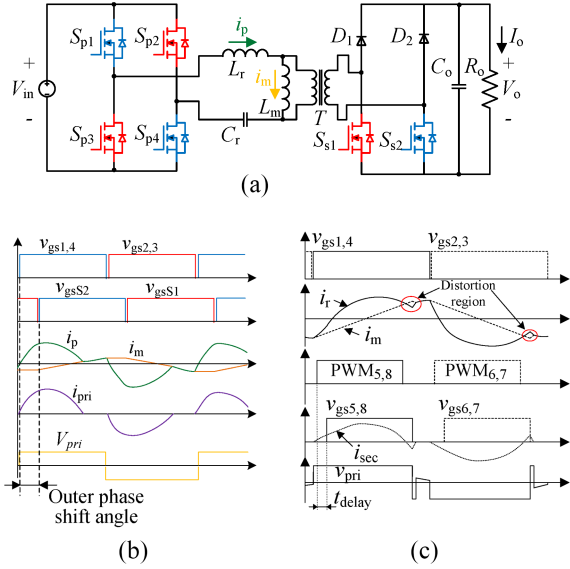 i_p
S_p1 S_p2 D_1 D_2 I_o
+ L_r i_m C_o R_o +
V_in L_m V_o
- T -
S_p3 S_p4 C_r S_s1 S_s2
(a)
v_gs1,4 v_gs2,3
v_gsS2 v_gsS1
i_p i_m
i_pri
V_pri
Outer phase
shift angle
(b)
v_gs1,4 v_gs2,3
i_r Distortion
region
i_m
PWM_5,8 PWM_6,7
v_gs5,8 v_gs6,7
i_sec
v_pri
t_delay
(c)